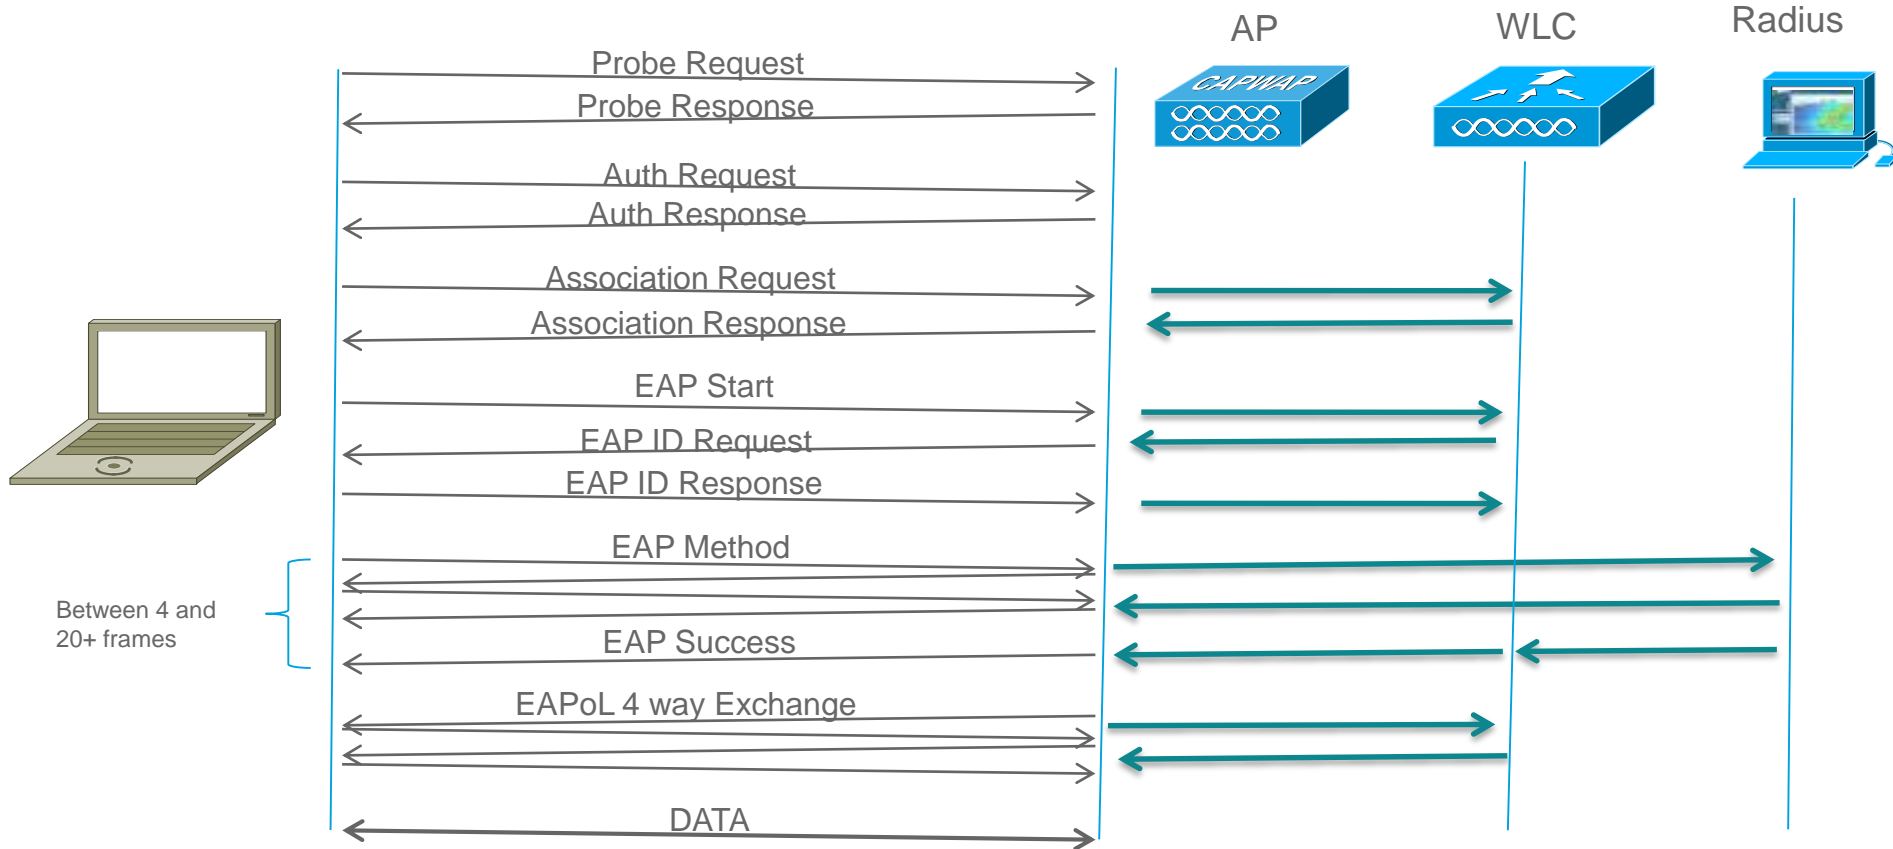 AP
WLC
Radius
CAPWAP
Probe Request
Probe Response
Auth Request
Auth Response
Association Request
Association Response
EAP Start
EAP ID Request
EAP ID Response
EAP Method
Between 4 and
20+ frames
EAP Success
EAPoL 4 way Exchange
DATA